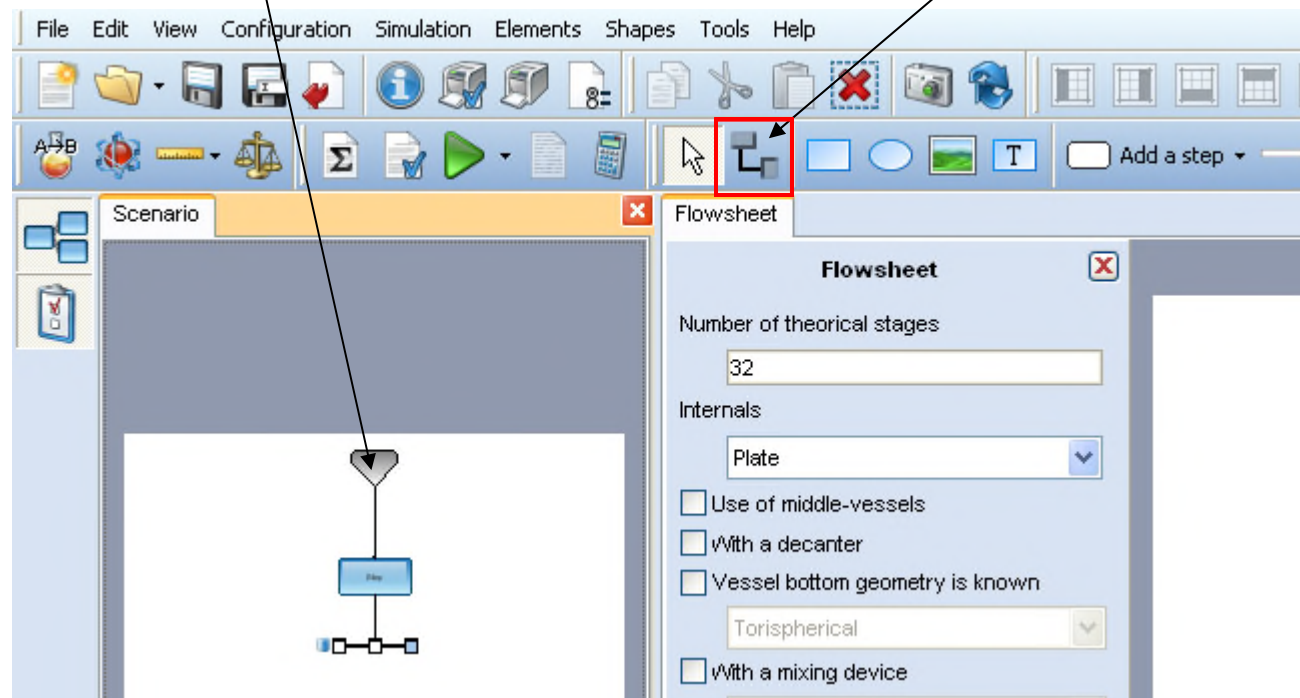 File Edit View Configuration Simulation Elements Shapes Tools Help
8=
A→B
Σ
T
Add a step
Scenario
Flowsheet
Flowsheet
Number of theorical stages
32
Internals
Plate
Use of middle-vessels
With a decanter
Vessel bottom geometry is known
Torispherical
With a mixing device